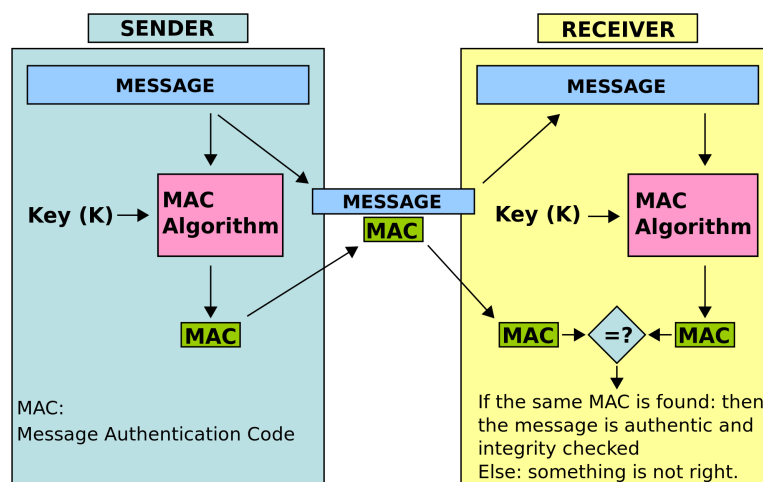 SENDER
RECEIVER
MESSAGE
MESSAGE
MAC
Algorithm
Key (K)
MESSAGE
MAC
MAC
Algorithm
Key (K)
MAC
MAC
=?
MAC
MAC:
Message Authentication Code
If the same MAC is found: then
the message is authentic and
integrity checked
Else: something is not right.